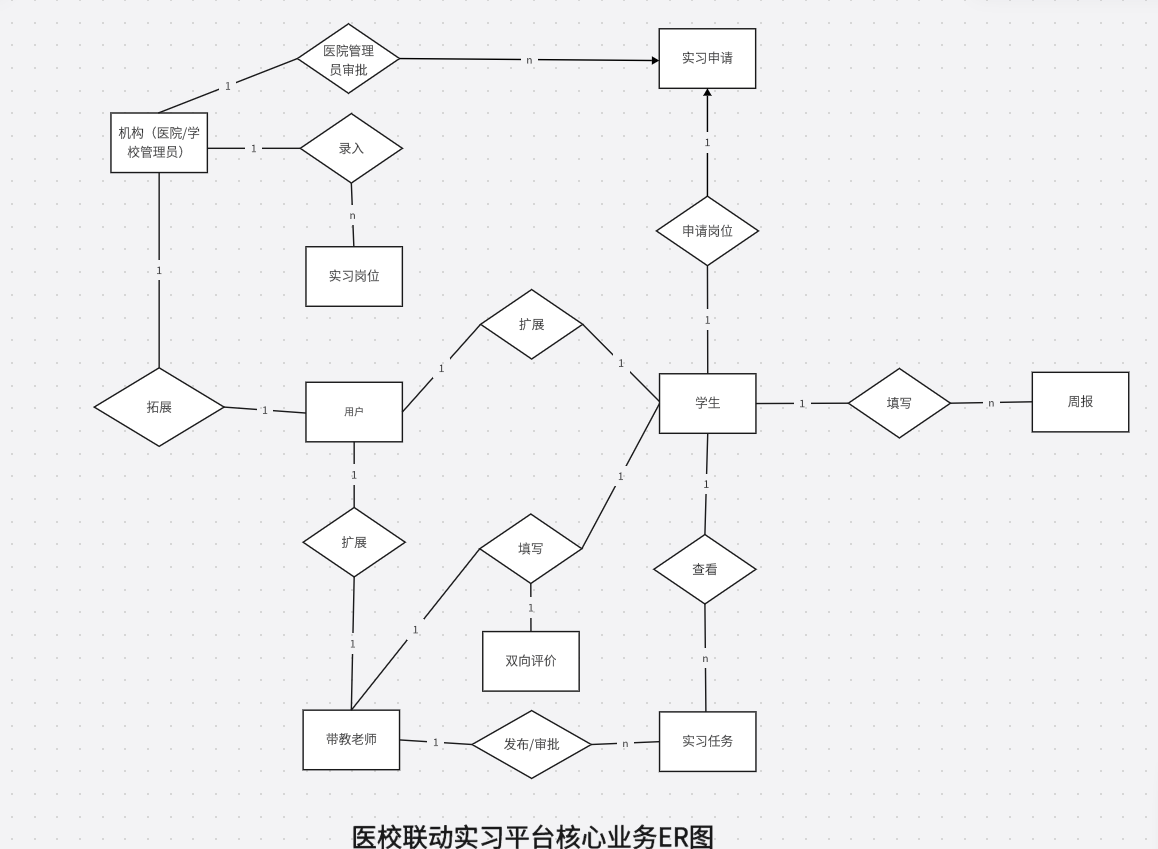 医院管理
员审批
n
实习申请
1
机构（医院/学
校管理员）
1
录入
1
n
申请岗位
1
实习岗位
扩展
1
1
1
拓展
1
用户
学生
1
填写
n
周报
1
1
1
扩展
填写
查看
1
1
1
n
双向评价
带教老师
1
发布/审批
n
实习任务
医校联动实习平台核心业务ER图